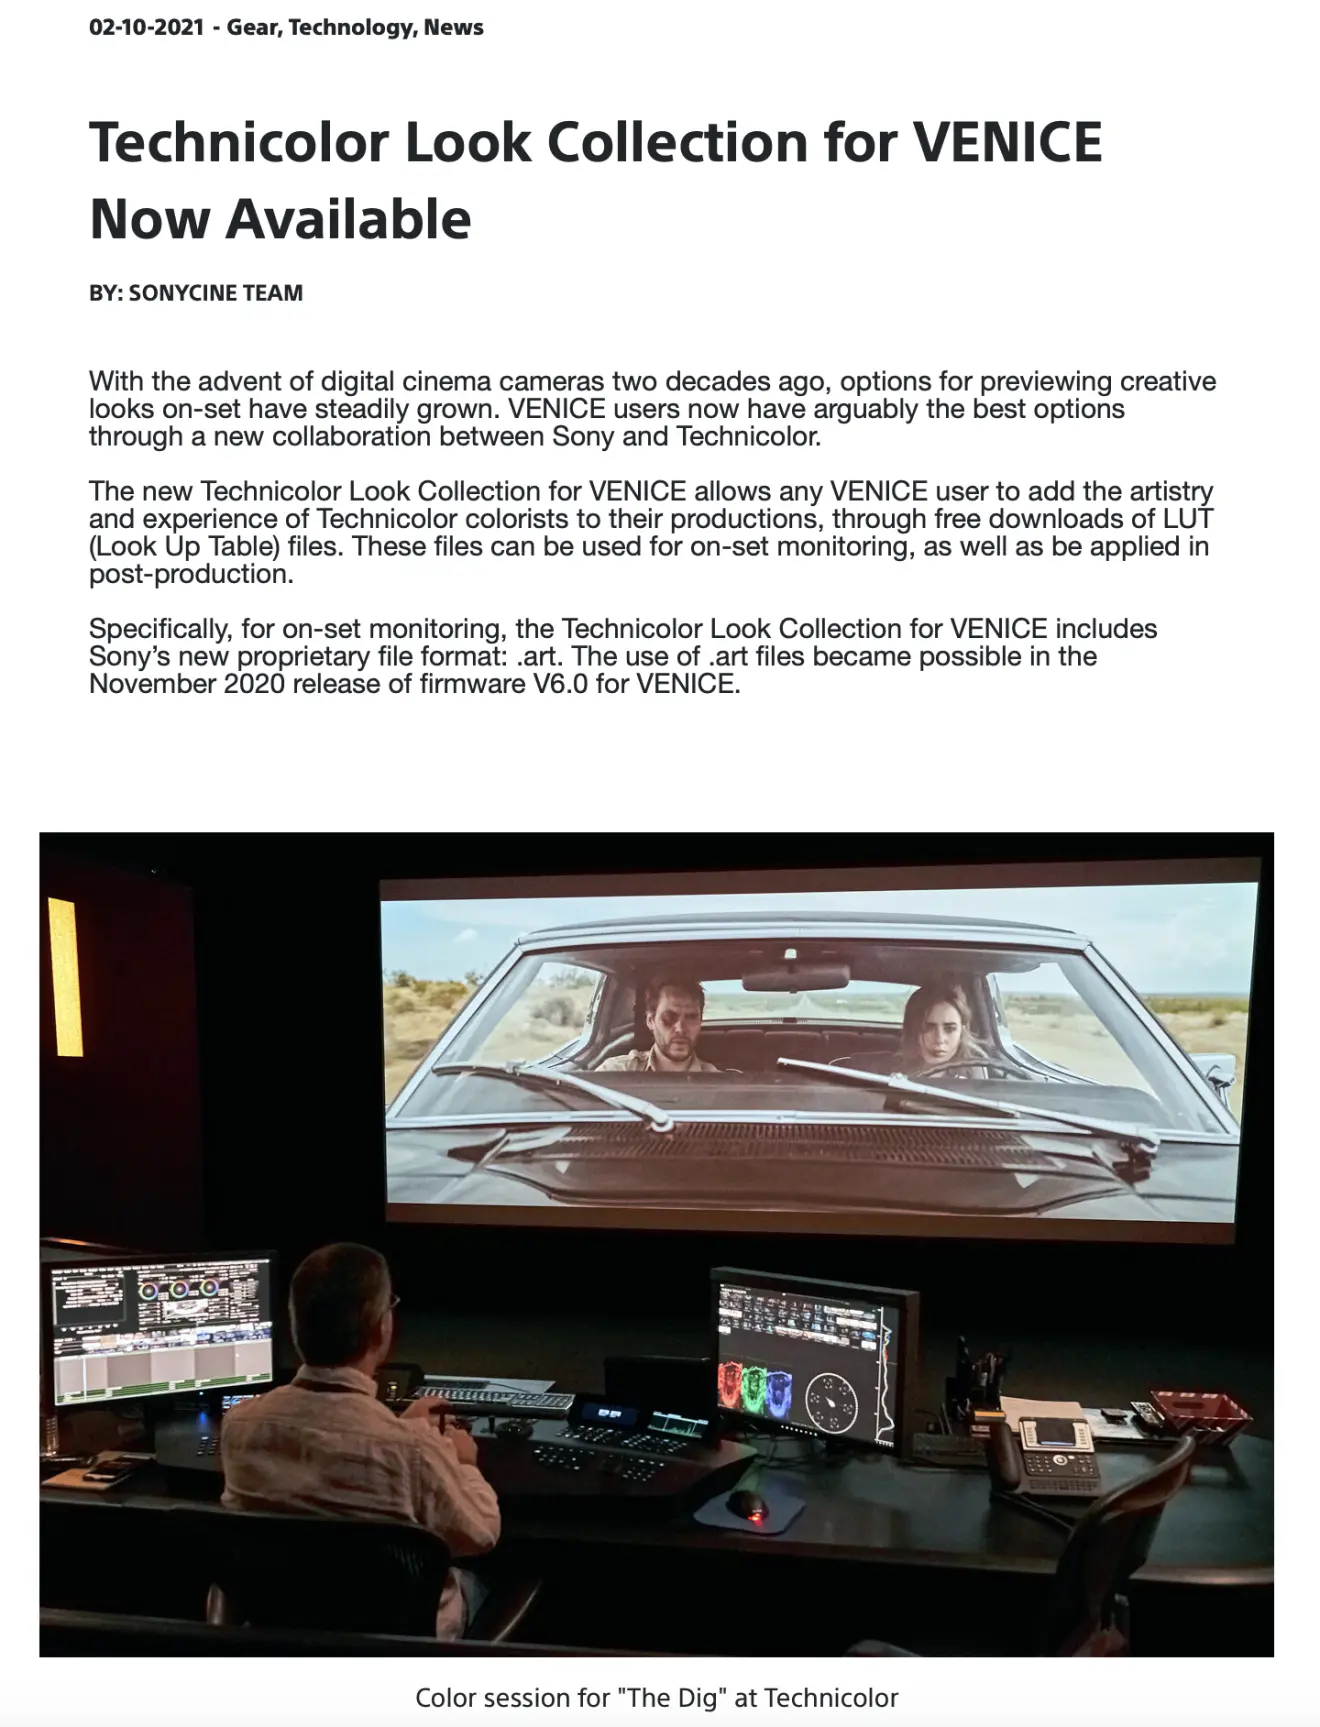 02-10-2021 - Gear, Technology, News
Technicolor Look Collection for VENICE
Now Available
BY: SONYCINE TEAM
With the advent of digital cinema cameras two decades ago, options for previewing creative
looks on-set have steadily grown. VENICE users now have arguably the best options
through a new collaboration between Sony and Technicolor.
The new Technicolor Look Collection for VENICE allows any VENICE user to add the artistry
and experience of Technicolor colorists to their productions, through free downloads of LUT
(Look Up Table) files. These files can be used for on-set monitoring, as well as be applied in
post-production.
Specifically, for on-set monitoring, the Technicolor Look Collection for VENICE includes
Sony’s new proprietary file format: .art. The use of .art files became possible in the
November 2020 release of firmware V6.0 for VENICE.
Color session for "The Dig" at Technicolor